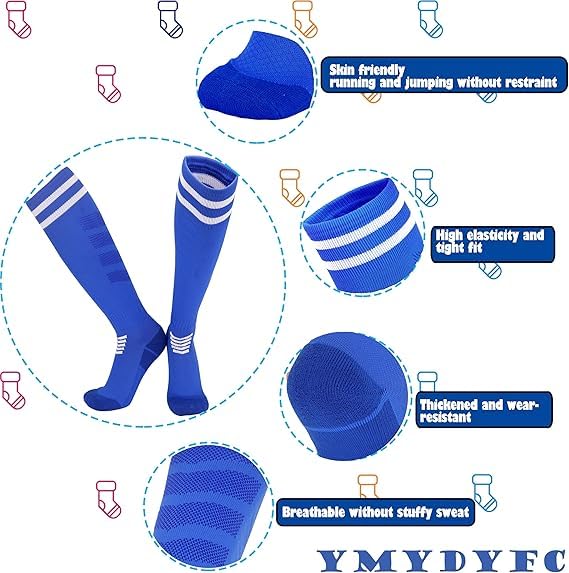 Skin friendly
running and jumping without restraint
High elasticity and
tight fit
Thickened and wear-
resistant
Breathable without stuffy sweat
YMYDYFC